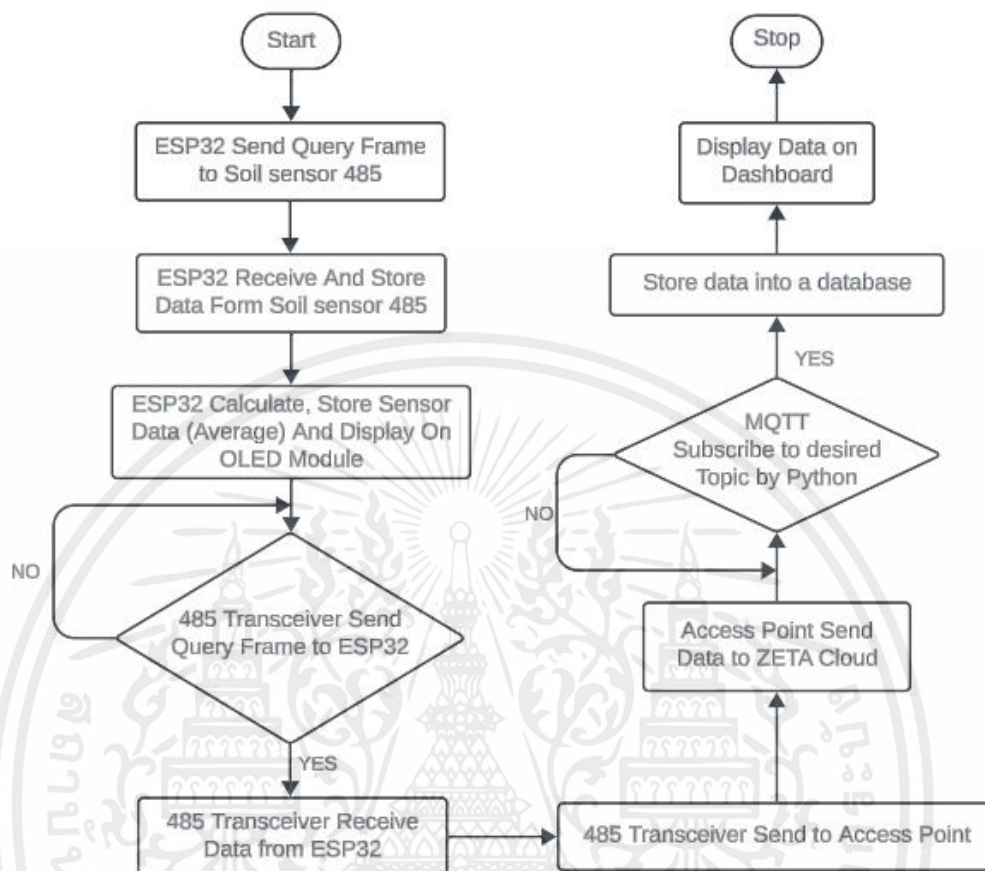 Start
ESP32 Send Query Frame
to Soil sensor 485
ESP32 Receive And Store
Data Form Soil sensor 485
ESP32 Calculate, Store Sensor
Data (Average) And Display On
OLED Module
NO
485 Transceiver Send
Query Frame to ESP32
YES
485 Transceiver Receive
Data from ESP32
485 Transceiver Send to Access Point
Access Point Send
Data to ZETA Cloud
NO
MQTT
Subscribe to desired
Topic by Python
YES
Store data into a database
Display Data on
Dashboard
Stop